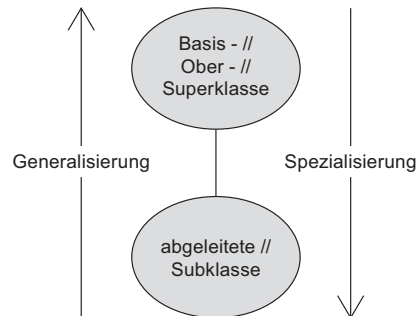 Basis - //
Ober - //
Superklasse
Generalisierung
Spezialisierung
abgeleitete //
Subklasse